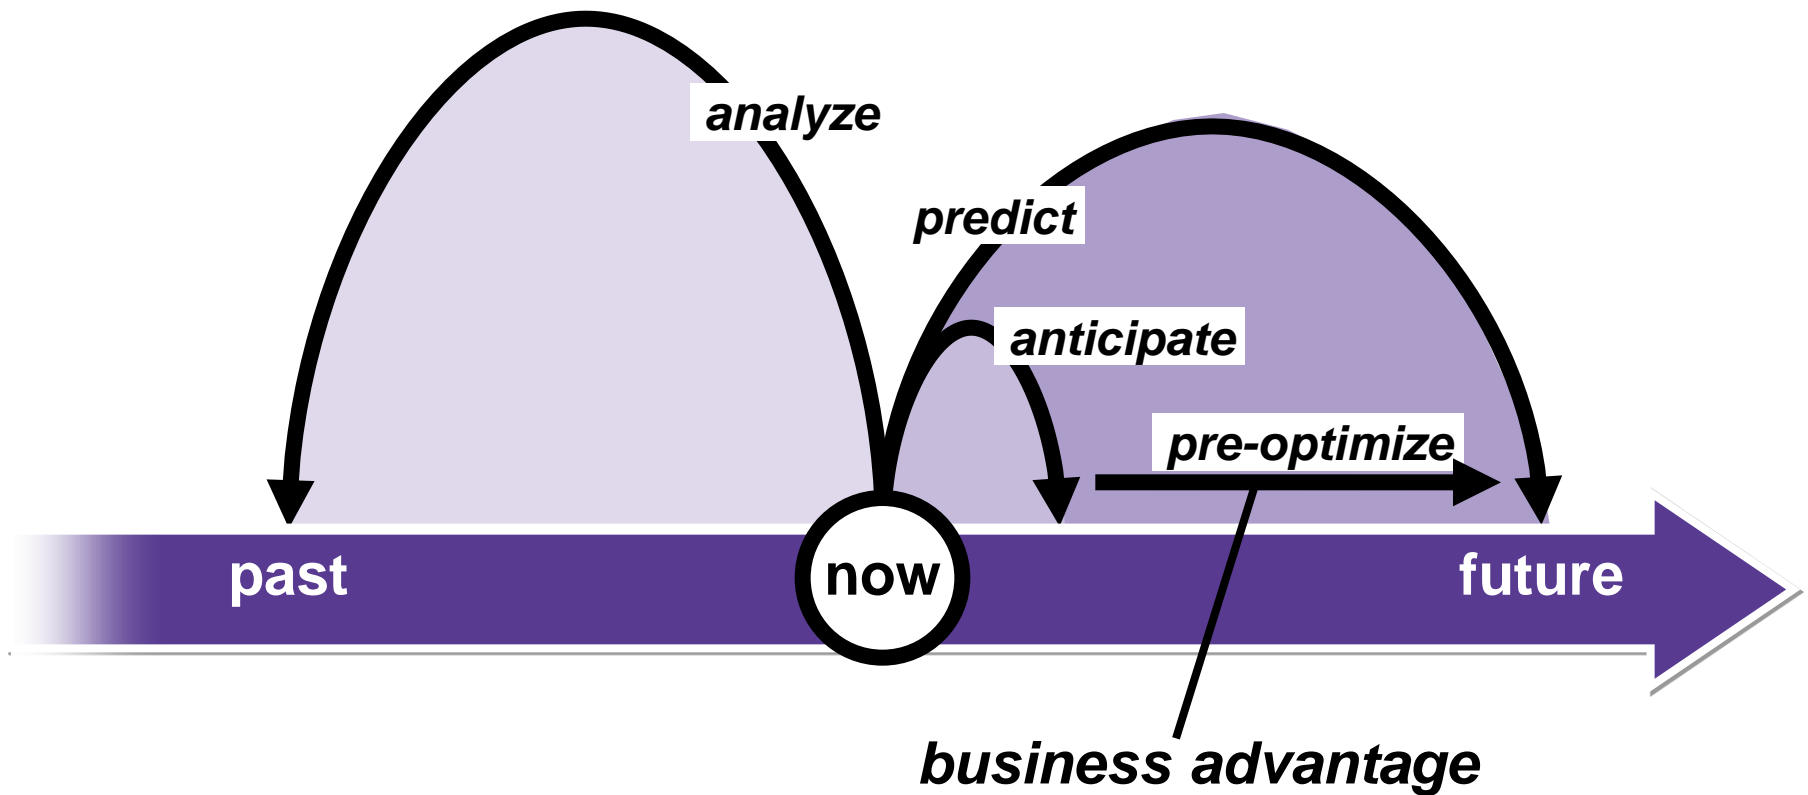 analyze
predict
anticipate
pre-optimize
past
now
future
business advantage